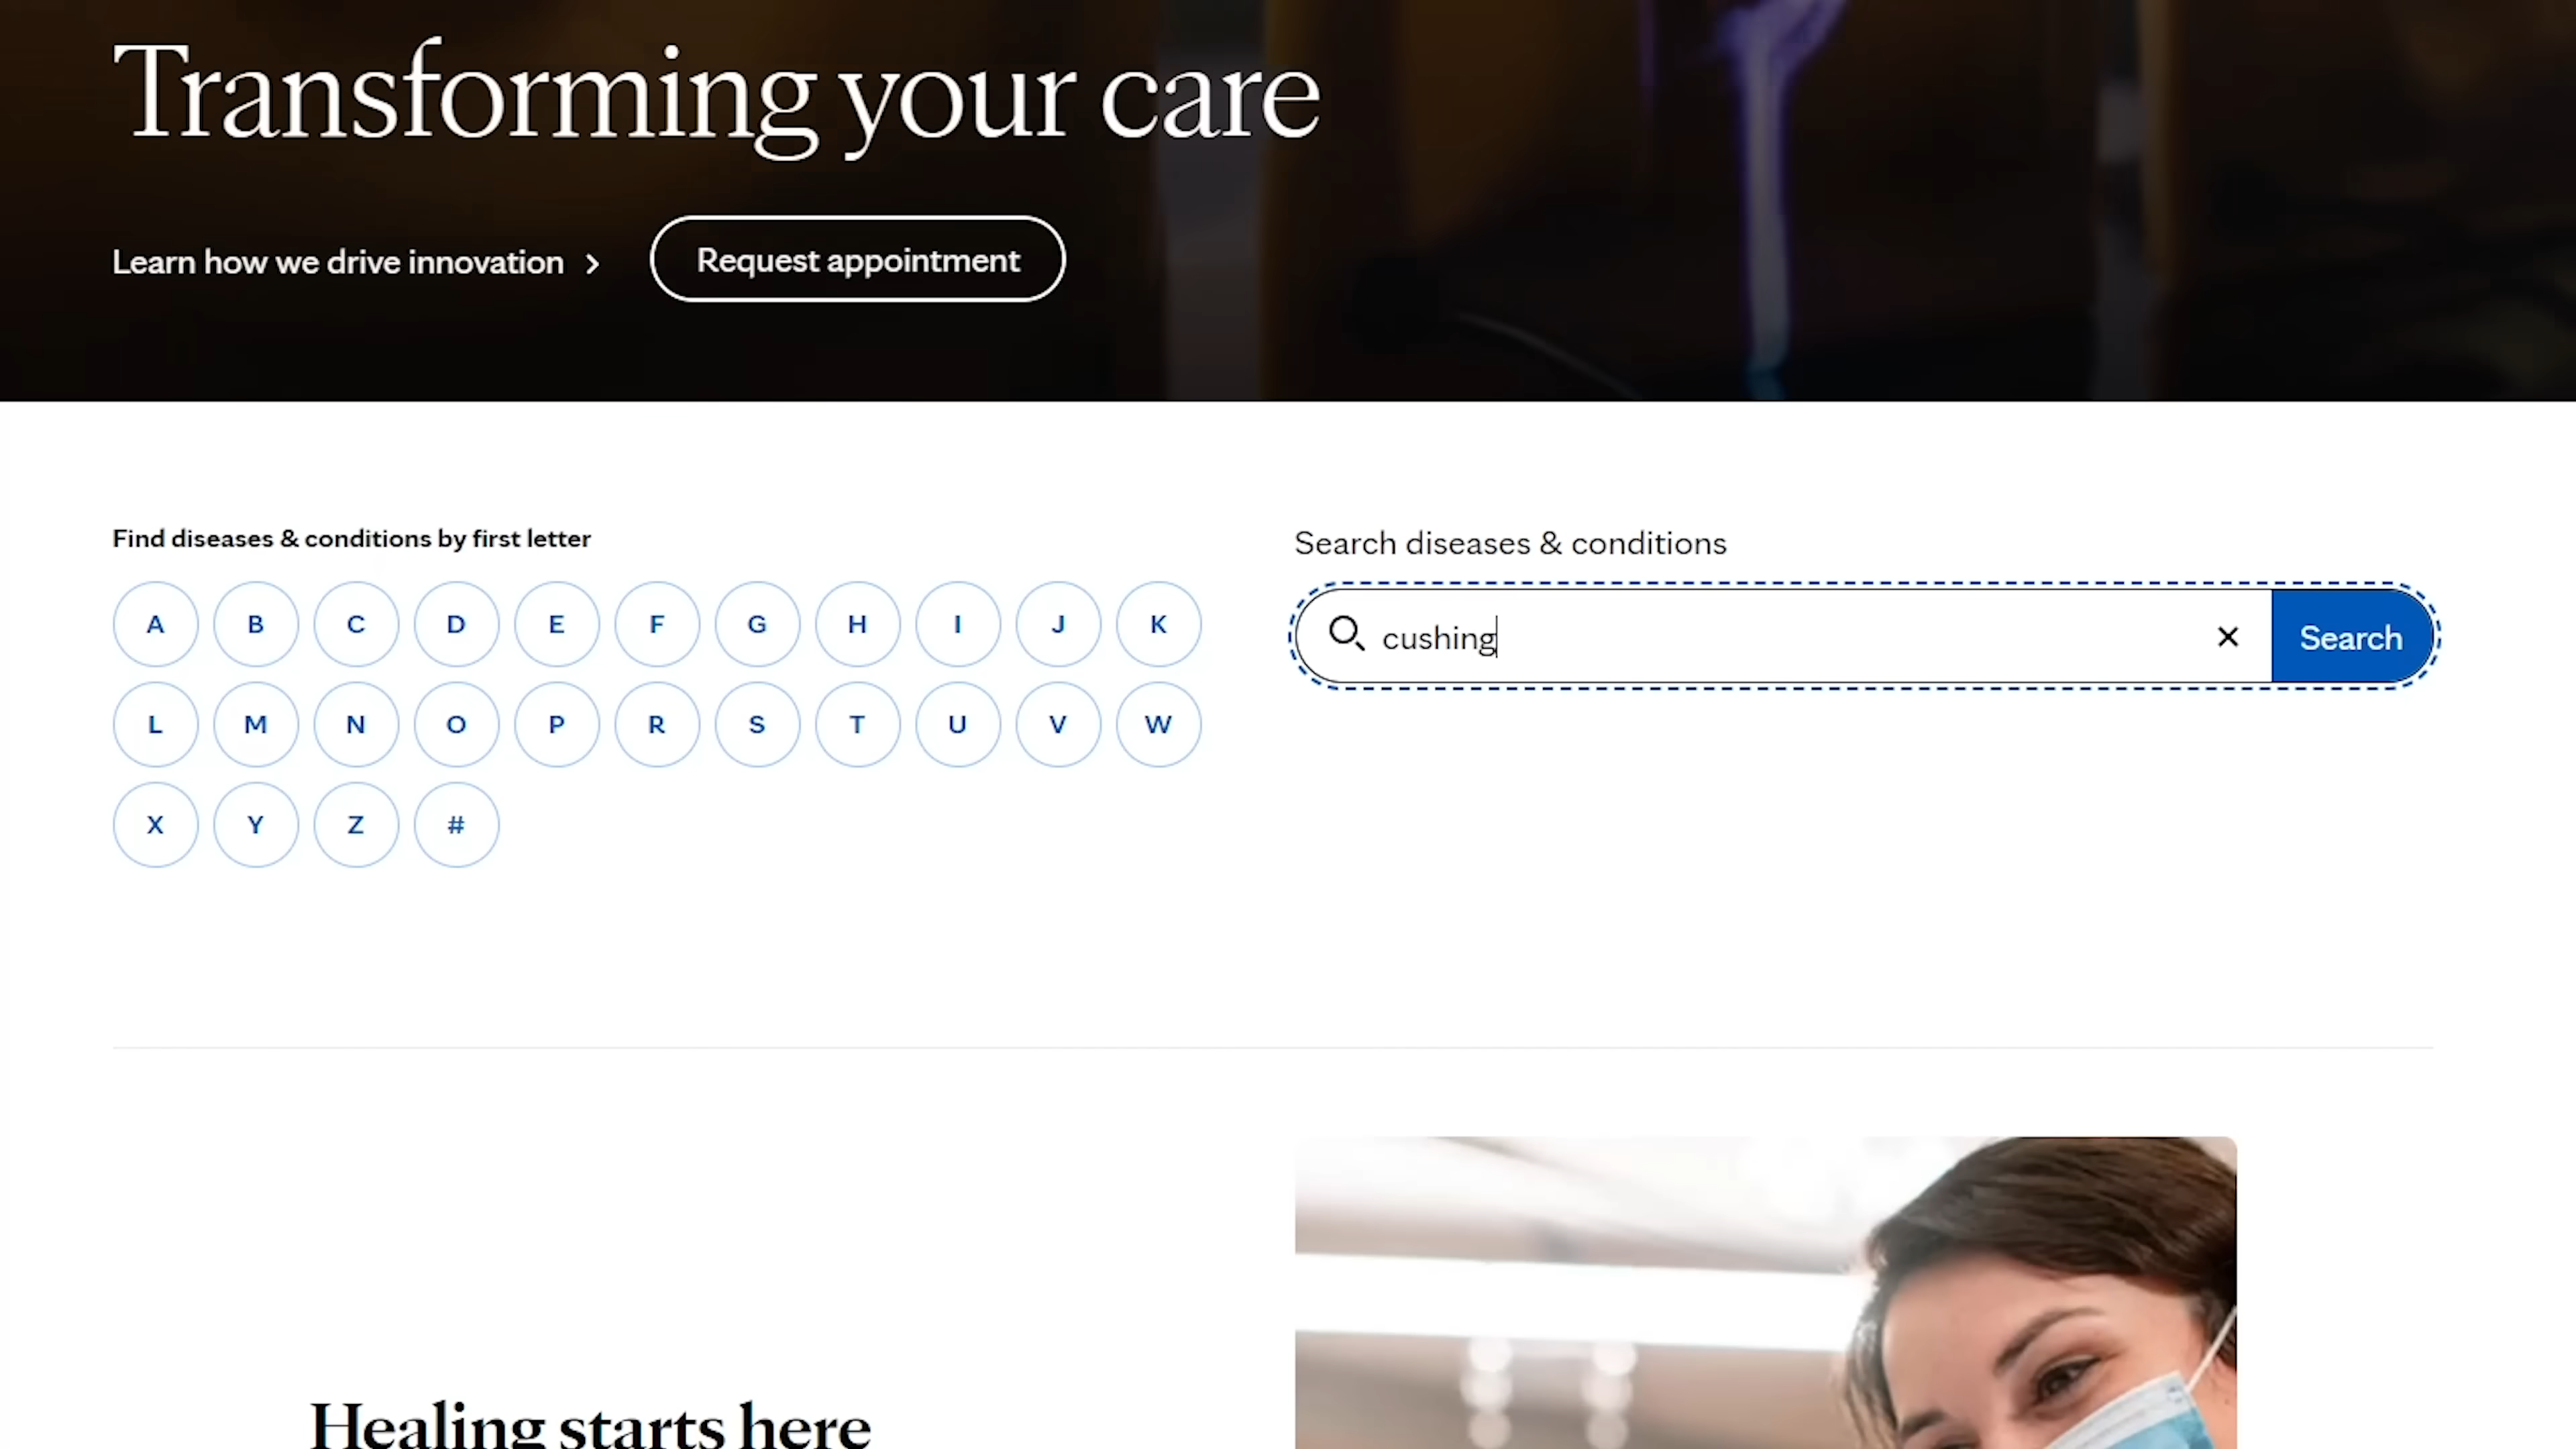 Transforming your care
Learn how we drive innovation
Request appointment
Find diseases & conditions by first letter
A B C D E F G H I J K
L M N O P R S T U V W
X Y Z #
Search diseases & conditions
cushing
Search
Healing starts here